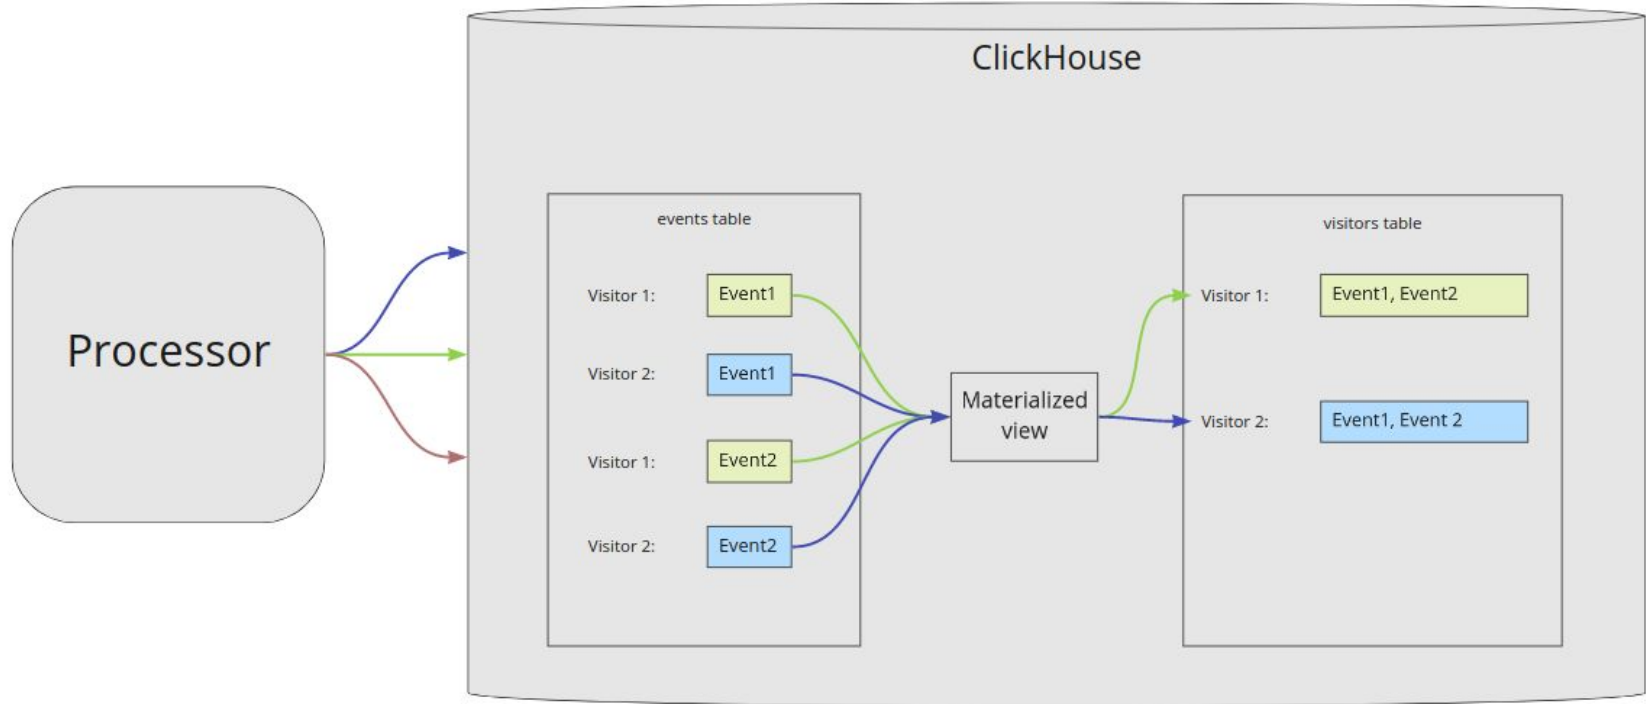 ClickHouse
Processor
events table
Visitor 1: Event1
Visitor 2: Event1
Visitor 1: Event2
Visitor 2: Event2
Materialized
view
visitors table
Visitor 1: Event1, Event2
Visitor 2: Event1, Event 2